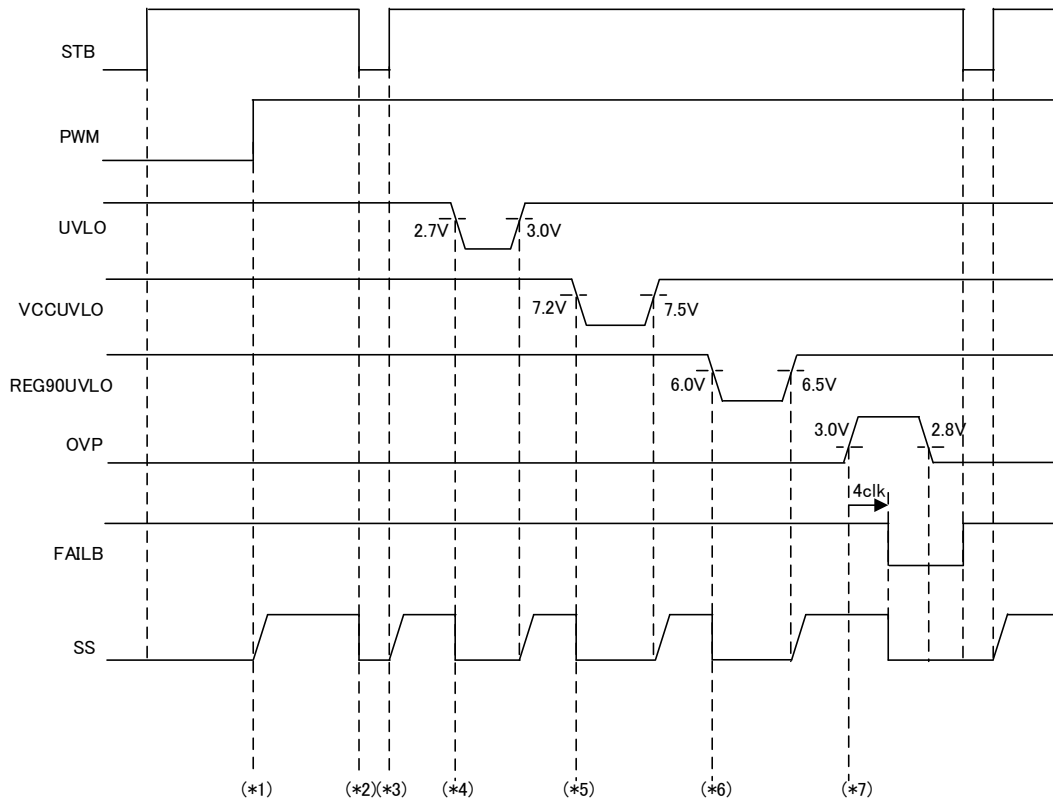 STB
PWM
UVLO
2.7V 3.0V
VCCUVLO
7.2V 7.5V
REG90UVLO
6.0V 6.5V
OVP
3.0V 2.8V
4clk
FAILB
SS
(*1) (*2)(*3) (*4) (*5) (*6) (*7)